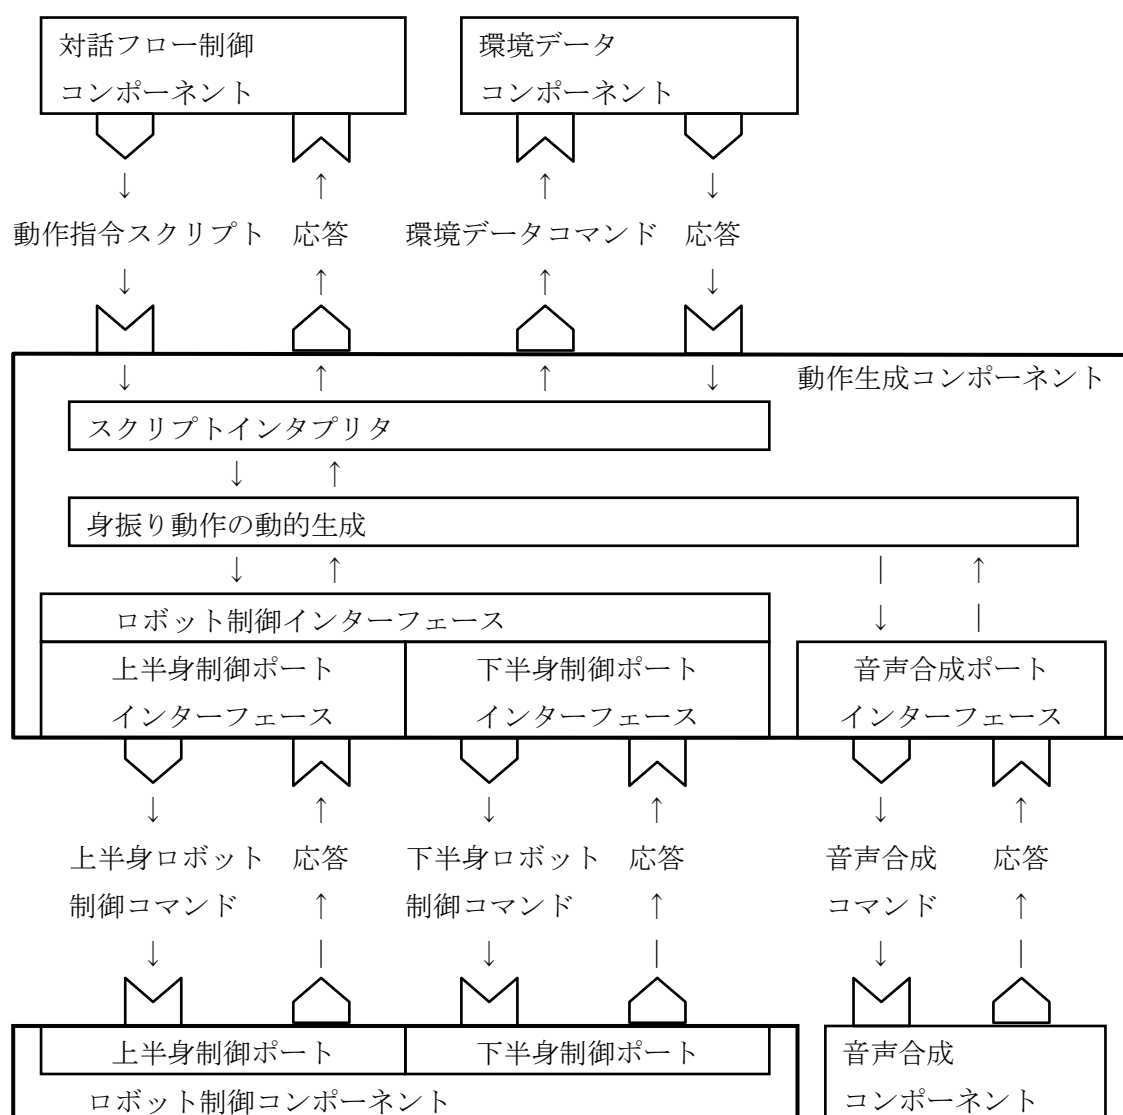 対話フロー制御
コンポーネント
環境データ
コンポーネント
↓ ↑ ↑ ↓
動作指令スクリプト 応答 環境データコマンド 応答
↓ ↑ ↑ ↓
動作生成コンポーネント
↓ ↑ ↑ ↓
スクリプトインタプリタ
↓ ↑
身振り動作の動的生成
↓ ↑ | ↑
ロボット制御インターフェース
↓ |
上半身制御ポート
インターフェース
下半身制御ポート
インターフェース
音声合成ポート
インターフェース
↓ ↑ ↓ ↑ ↓ ↑
上半身ロボット
制御コマンド
応答
下半身ロボット
制御コマンド
応答
音声合成
コマンド
応答
↑ ↑ ↑
↓ | ↓ | ↓ |
上半身制御ポート
下半身制御ポート
ロボット制御コンポーネント
音声合成
コンポーネント